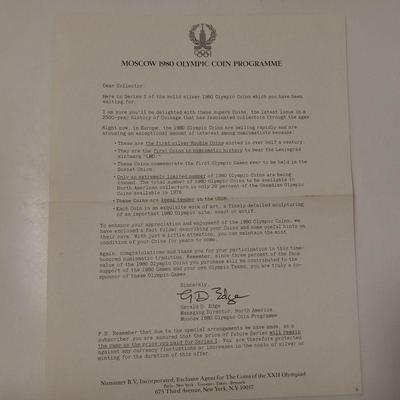 MOSCOW 1980 OLYMPIC COIN PROGRAMME
Dear Collector:
Here is Series 2 of the solid silver 1980 Olympic Coins which you have been
waiting for.
I am sure you'll be delighted with these superb Coins, the latest issue in a
2500-year history of Coinage that has fascinated collectors through the ages.
Right now, in Europe, the 1980 Olympic Coins are selling rapidly and are
arousing an exceptional amount of interest among numismatists because:
• These are the first silver Rouble Coins minted in over half a century.
• They are the first Coins in numismatic history to bear the Leningrad
mintmark "LMD."
• These Coins commemorate the first Olympic Games ever to be held in the
Soviet Union.
• Only an extremely limited number of 1980 Olympic Coins are being
issued. The total number of 1980 Olympic Coins to be available to
North American collectors is only 20 percent of the Canadian Olympic
Coins available in 1976.
• These Coins are legal tender in the USSR.
• Each Coin is an exquisite work of art, a finely detailed sculpturing
of an important 1980 Olympic site, event or motif.
To enhance your appreciation and enjoyment of the 1980 Olympic Coins, we
have enclosed a fact folder describing your Coins and some useful hints on
their care. With just a little attention, you can maintain the mint
condition of your Coins for years to come.
Again, congratulations and thank you for your participation in this time-
honored numismatic tradition. Remember, since three percent of the face
value of the 1980 Olympic Coins you purchase will be contributed to the
support of the 1980 Games and your own Olympic Teams, you are truly a co-
sponsor of these Olympic Games.
Sincerely,
G.D. Edge
Gerald D. Edge
Managing Director, North America
Moscow 1980 Olympic Coin Programme
P.S. Remember that due to the special arrangements we have made, as a
subscriber you are assured that the price of future Series will remain
the same as the price you paid for Series I. You are therefore protected
against any currency fluctuations or increases in the costs of silver or
minting for the duration of this offer.
Numinter B.V., Incorporated, Exclusive Agent for The Coins of the XXII Olympiad
Paris · New York · Toronto · Tokyo · Brussels
675 Third Avenue, New York, N.Y. 10017